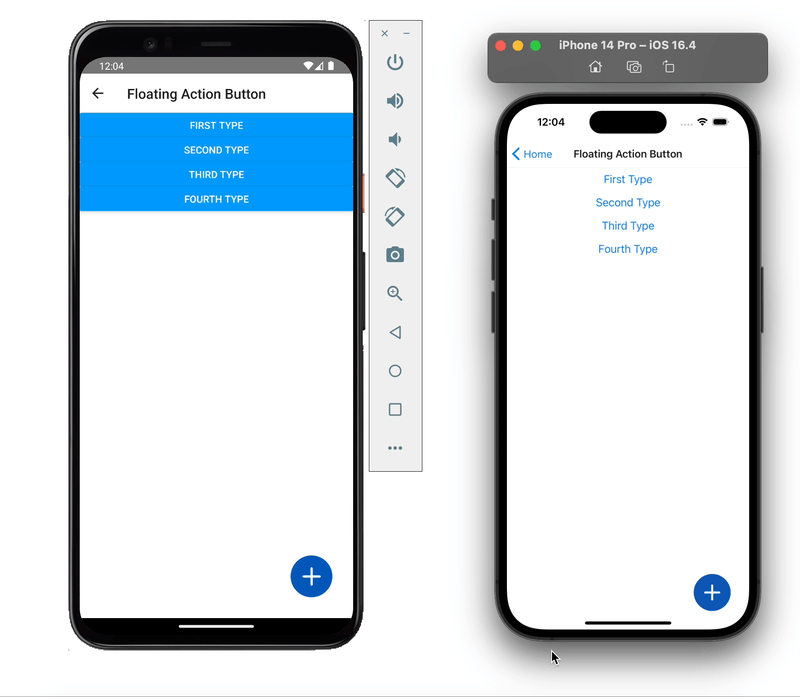 12:04
Floating Action Button
FIRST TYPE
SECOND TYPE
THIRD TYPE
FOURTH TYPE
iPhone 14 Pro – iOS 16.4
12:04
Home
Floating Action Button
First Type
Second Type
Third Type
Fourth Type